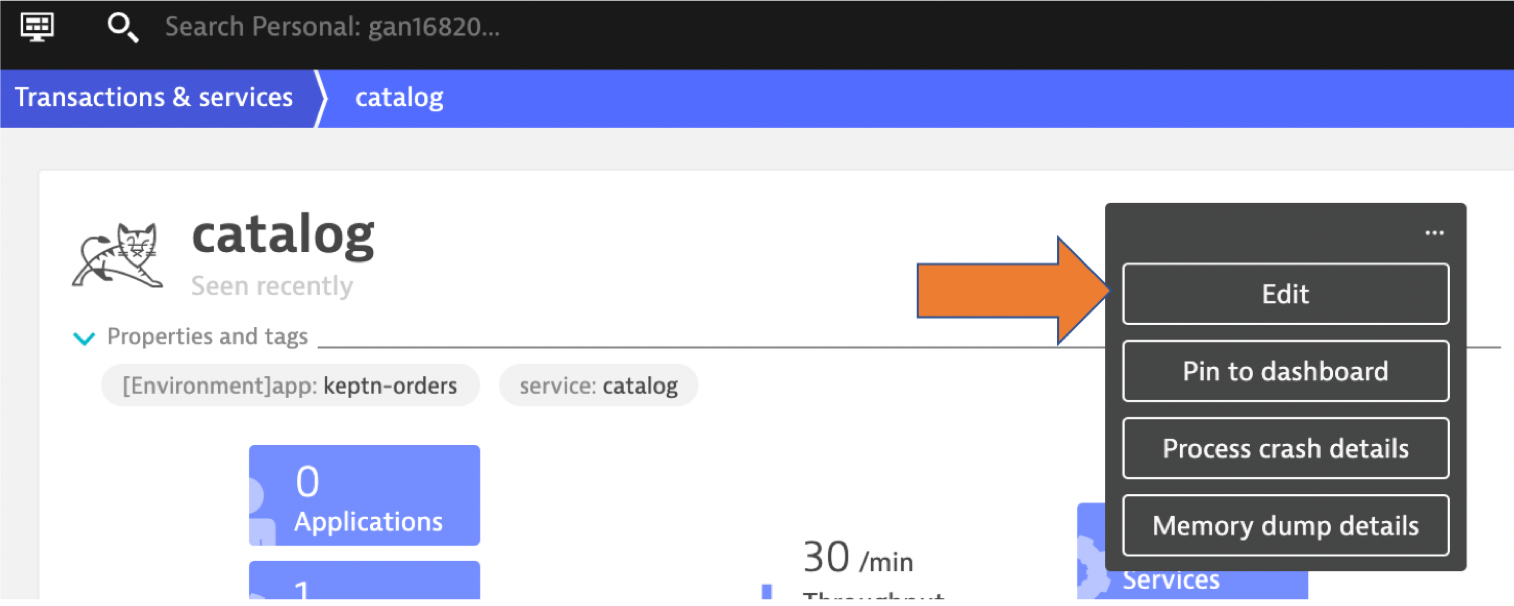 Search Personal: gan16820...
Transactions & services
catalog
catalog
Seen recently
Properties and tags
[Environment]app: keptn-orders
service: catalog
...
Edit
Pin to dashboard
Process crash details
Memory dump details
0
Applications
1
30 /min
Throughput
Services